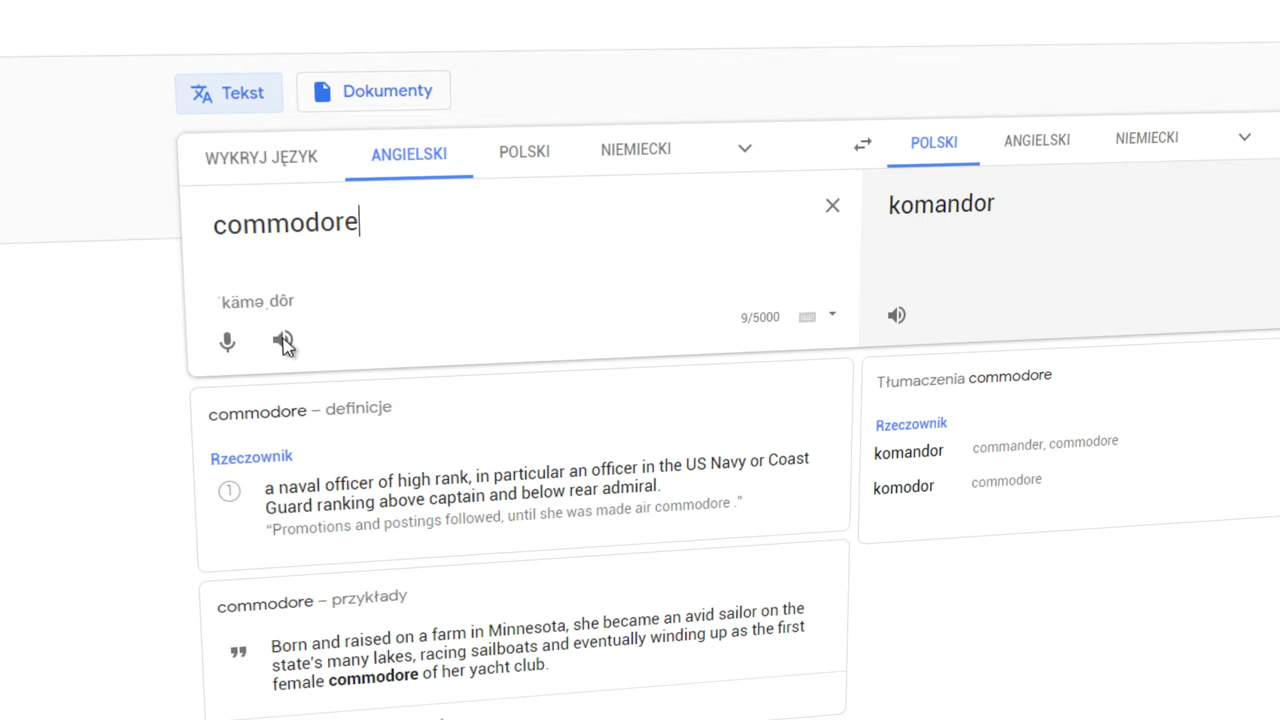 Tekst
Dokumenty
WYKRYJ JĘZYK
ANGIELSKI
POLSKI
NIEMIECKI
POLSKI
ANGIELSKI
NIEMIECKI
commodore
komandor
ˈkäməˌdôr
9/5000
commodore – definicje
Rzeczownik
1
a naval officer of high rank, in particular an officer in the US Navy or Coast
Guard ranking above captain and below rear admiral.
“Promotions and postings followed, until she was made air commodore .”
Tłumaczenia commodore
Rzeczownik
komandor commander, commodore
komodor commodore
commodore – przykłady
Born and raised on a farm in Minnesota, she became an avid sailor on the
state's many lakes, racing sailboats and eventually winding up as the first
female commodore of her yacht club.